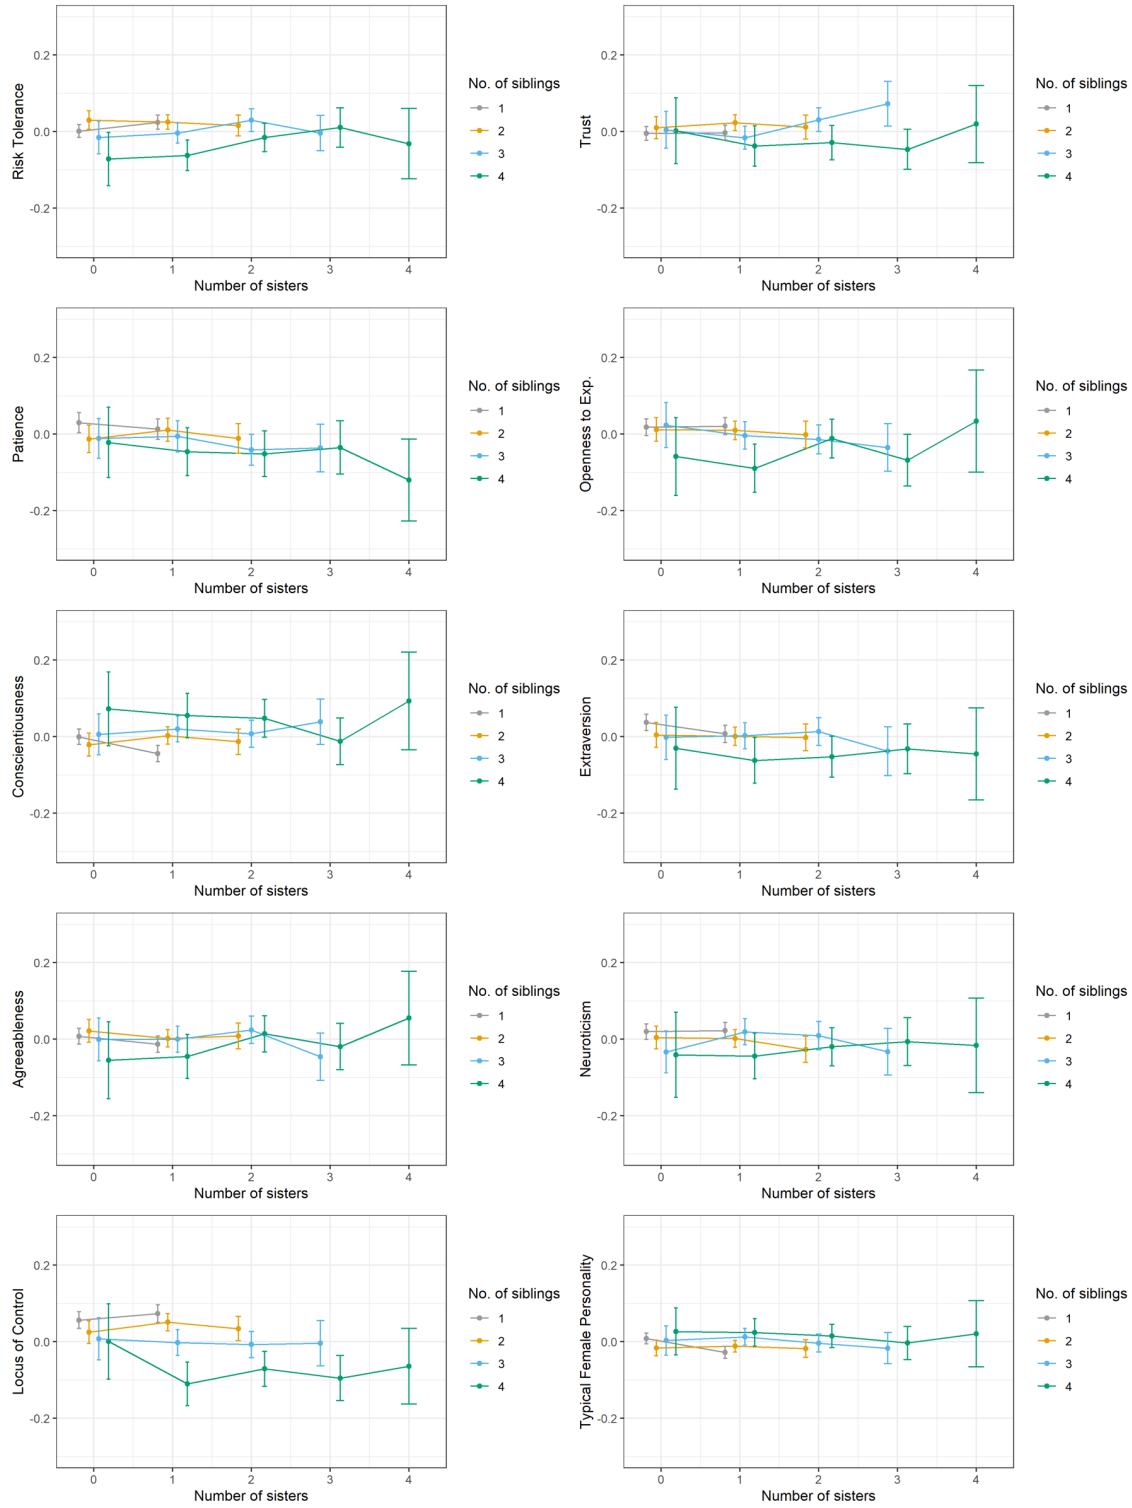 Risk Tolerance
0.2
0.0
-0.2
0 1 2 3 4
Number of sisters
No. of siblings
1
2
3
4
Trust
0.2
0.0
-0.2
0 1 2 3 4
Number of sisters
No. of siblings
1
2
3
4
Patience
0.2
0.0
-0.2
0 1 2 3 4
Number of sisters
No. of siblings
1
2
3
4
Openness to Exp.
0.2
0.0
-0.2
0 1 2 3 4
Number of sisters
No. of siblings
1
2
3
4
Conscientiousness
0.2
0.0
-0.2
0 1 2 3 4
Number of sisters
No. of siblings
1
2
3
4
Extraversion
0.2
0.0
-0.2
0 1 2 3 4
Number of sisters
No. of siblings
1
2
3
4
Agreeableness
0.2
0.0
-0.2
0 1 2 3 4
Number of sisters
No. of siblings
1
2
3
4
Neuroticism
0.2
0.0
-0.2
0 1 2 3 4
Number of sisters
No. of siblings
1
2
3
4
Locus of Control
0.2
0.0
-0.2
0 1 2 3 4
Number of sisters
No. of siblings
1
2
3
4
Typical Female Personality
0.2
0.0
-0.2
0 1 2 3 4
Number of sisters
No. of siblings
1
2
3
4